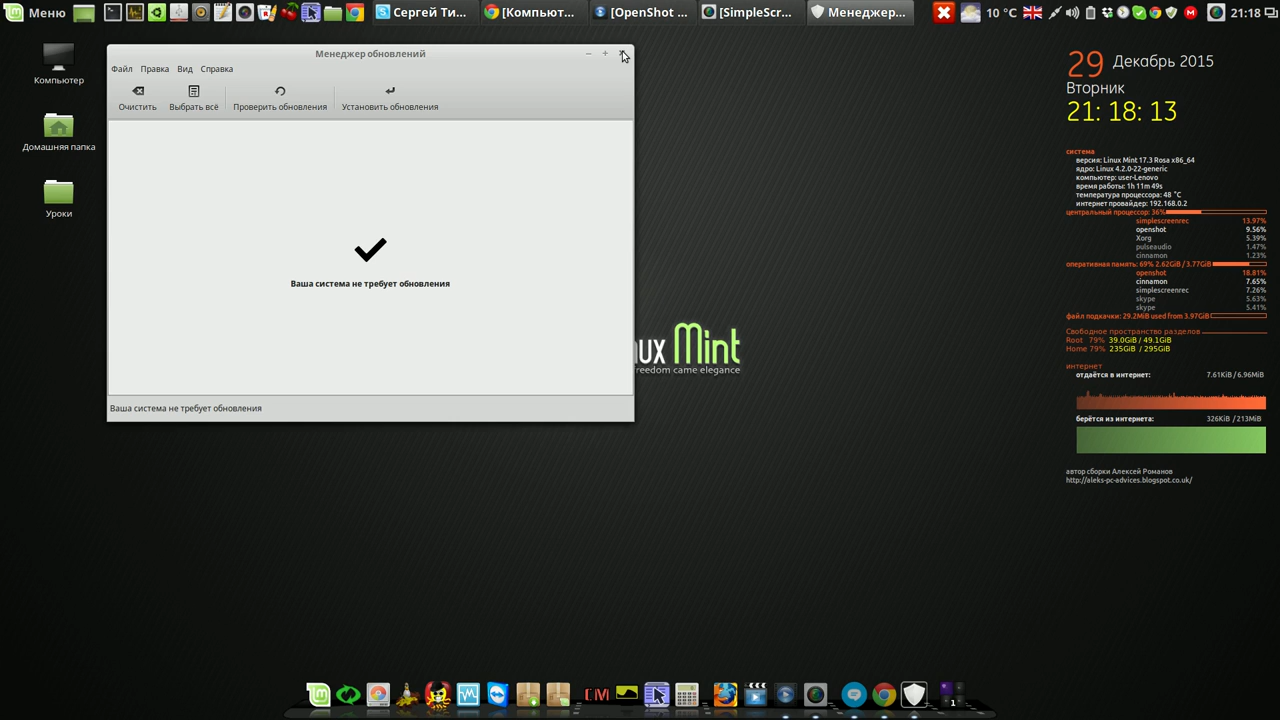 Меню
Сергей Ти...
[Компьют...
[OpenShot ...
[SimpleScr...
Менеджер...
10 °C
21:18
Компьютер
Домашняя папка
Уроки
Менеджер обновлений
Файл Правка Вид Справка
Очистить Выбрать всё Проверить обновления Установить обновления
Ваша система не требует обновления
Ваша система не требует обновления
nux Mint
reedom came elegance
29 Декабрь 2015
Вторник
21: 18: 13
система
версия: Linux Mint 17.3 Rosa x86_64
ядро: Linux 4.2.0-22-generic
компьютер: user-Lenovo
время работы: 1h 11m 49s
температура процессора: 48 °C
интернет провайдер: 192.168.0.2
центральный процессор: 36%
simplescreenrec 13.97%
openshot 9.56%
Xorg 5.39%
pulseaudio 1.47%
cinnamon 1.23%
оперативная память: 69% 2.62GiB / 3.77GiB
openshot 18.81%
cinnamon 7.65%
simplescreenrec 7.26%
skype 5.63%
skype 5.41%
файл подкачки: 29.2MiB used from 3.97GiB
Свободное пространство разделов
Root 79% 39.0GiB / 49.1GiB
Home 79% 235GiB / 295GiB
интернет
отдаётся в интернет: 7.61KiB / 6.96MiB
берётся из интернета: 326KiB / 213MiB
автор сборки Алексей Романов
http://aleks-pc-advices.blogspot.co.uk/
CM
1